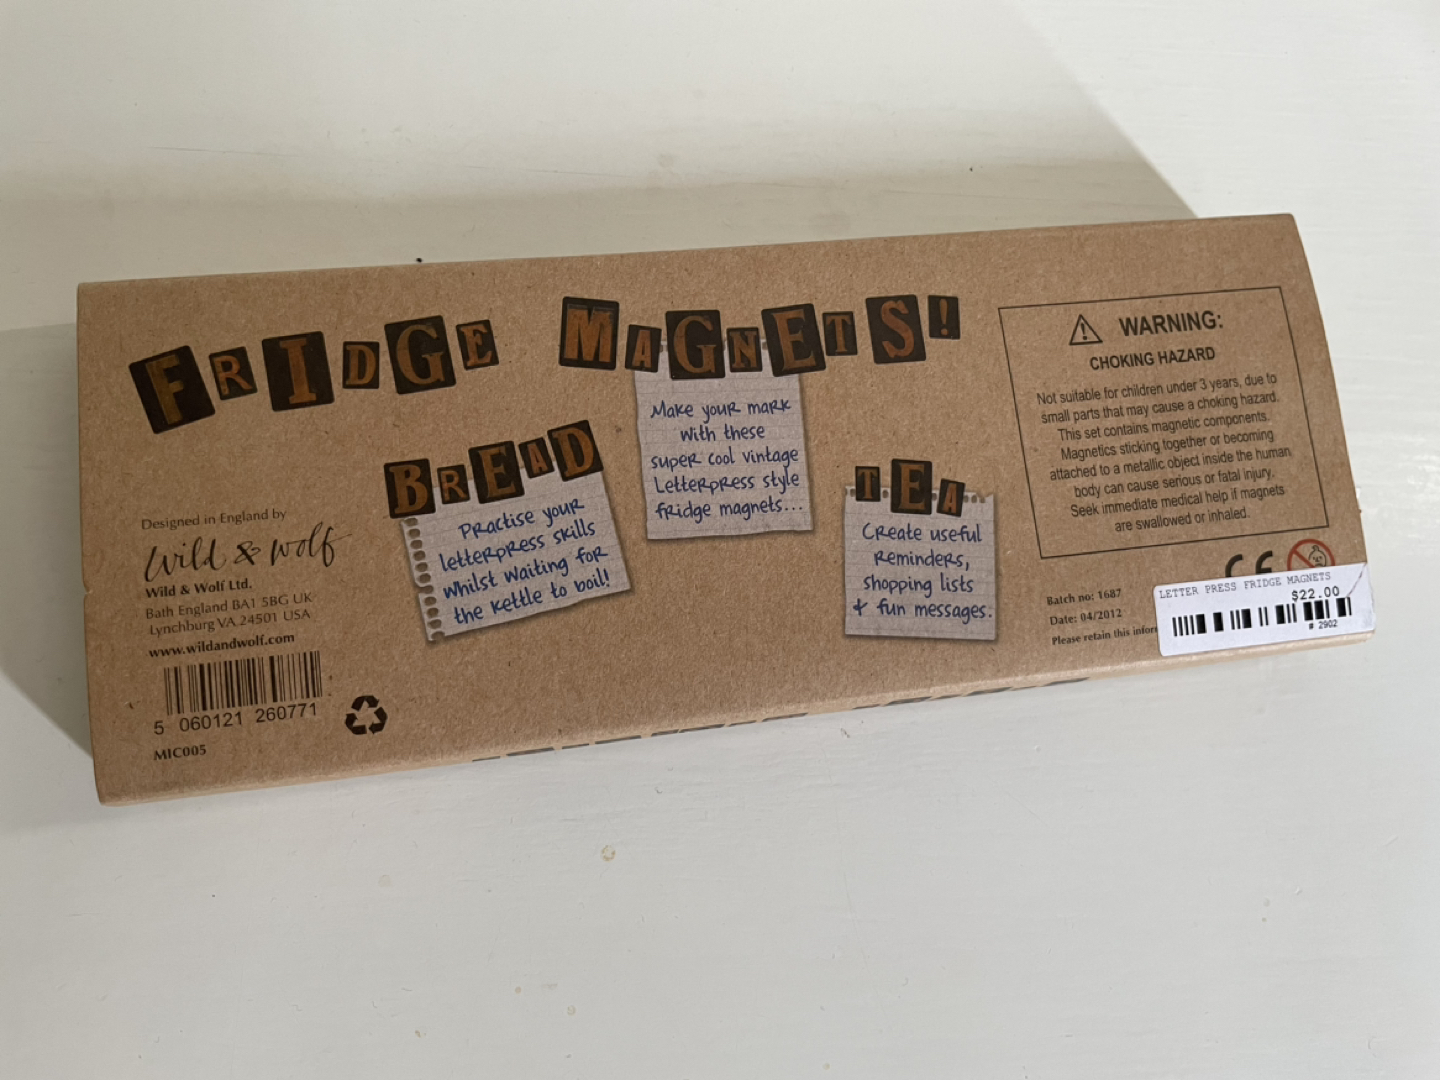 FRIDGE MAGNETS!
Make your mark
with these
super cool vintage
Letterpress style
fridge magnets...
BREAD
Practise your
letterpress skills
whilst waiting for
the kettle to boil!
TEA
Create useful
reminders,
shopping lists
+ fun messages.
WARNING:
CHOKING HAZARD
Not suitable for children under 3 years, due to
small parts that may cause a choking hazard.
This set contains magnetic components.
Magnetics sticking together or becoming
attached to a metallic object inside the human
body can cause serious or fatal injury.
Seek immediate medical help if magnets
are swallowed or inhaled.
CE
Batch no: 1687
Date: 04/2012
Please retain this
LETTER PRESS FRIDGE MAGNETS
$22.00
# 2902
Designed in England by
Wild & Wolf
Wild & Wolf Ltd.
Bath England BA1 5BG UK
Lynchburg VA 24501 USA
www.wildandwolf.com
5 060121 260771
MIC005